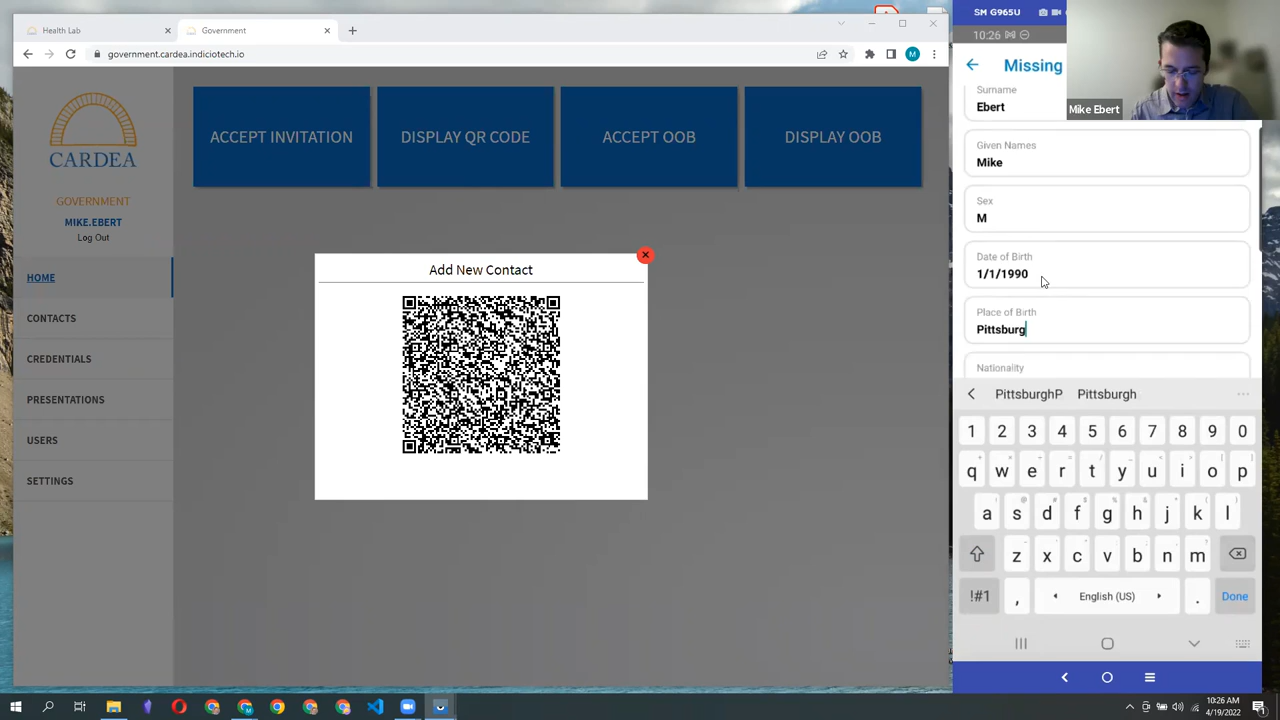 Health Lab
Government
government.cardea.indiciotech.io
M
CARDEA
GOVERNMENT
MIKE.EBERT
Log Out
HOME
CONTACTS
CREDENTIALS
PRESENTATIONS
USERS
SETTINGS
ACCEPT INVITATION
DISPLAY QR CODE
ACCEPT OOB
DISPLAY OOB
Add New Contact
SM G965U
10:26
Missing
Mike Ebert
Surname
Ebert
Given Names
Mike
Sex
M
Date of Birth
1/1/1990
Place of Birth
Pittsburg
Nationality
PittsburghP Pittsburgh
1 2 3 4 5 6 7 8 9 0
q w e r t y u i o p
a s d f g h j k l
z x c v b n m
!#1 , English (US) . Done
10:26 AM
4/19/2022